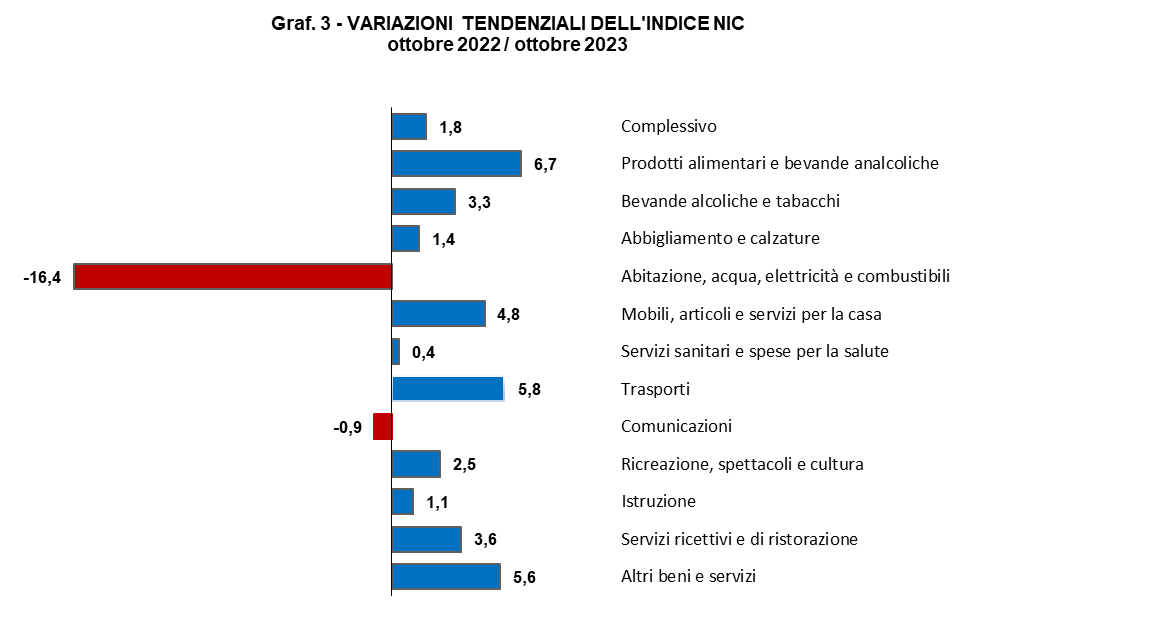 Graf. 3 - VARIAZIONI TENDENZIALI DELL'INDICE NIC
ottobre 2022 / ottobre 2023
1,8 Complessivo
6,7 Prodotti alimentari e bevande analcoliche
3,3 Bevande alcoliche e tabacchi
1,4 Abbigliamento e calzature
-16,4 Abitazione, acqua, elettricità e combustibili
4,8 Mobili, articoli e servizi per la casa
0,4 Servizi sanitari e spese per la salute
5,8 Trasporti
-0,9 Comunicazioni
2,5 Ricreazione, spettacoli e cultura
1,1 Istruzione
3,6 Servizi ricettivi e di ristorazione
5,6 Altri beni e servizi